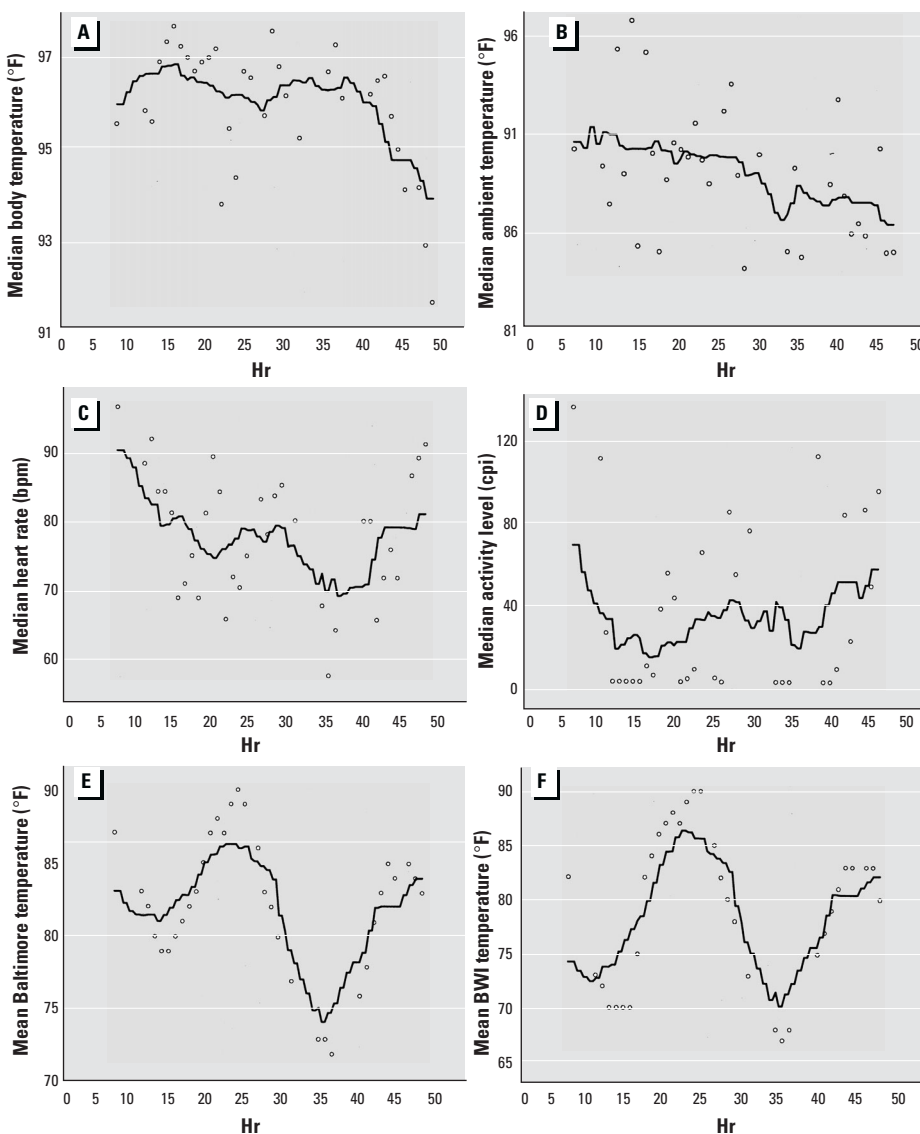 A
Median body temperature (°F)
97
95
93
91
0 5 10 15 20 25 30 35 40 45 50
Hr
B
Median ambient temperature (°F)
96
91
86
81
0 5 10 15 20 25 30 35 40 45 50
Hr
C
Median heart rate (bpm)
90
80
70
60
0 5 10 15 20 25 30 35 40 45 50
Hr
D
Median activity level (cpi)
120
80
40
0
0 5 10 15 20 25 30 35 40 45 50
Hr
E
Mean Baltimore temperature (°F)
90
85
80
75
70
0 5 10 15 20 25 30 35 40 45 50
Hr
F
Mean BWI temperature (°F)
90
85
80
75
70
65
0 5 10 15 20 25 30 35 40 45 50
Hr